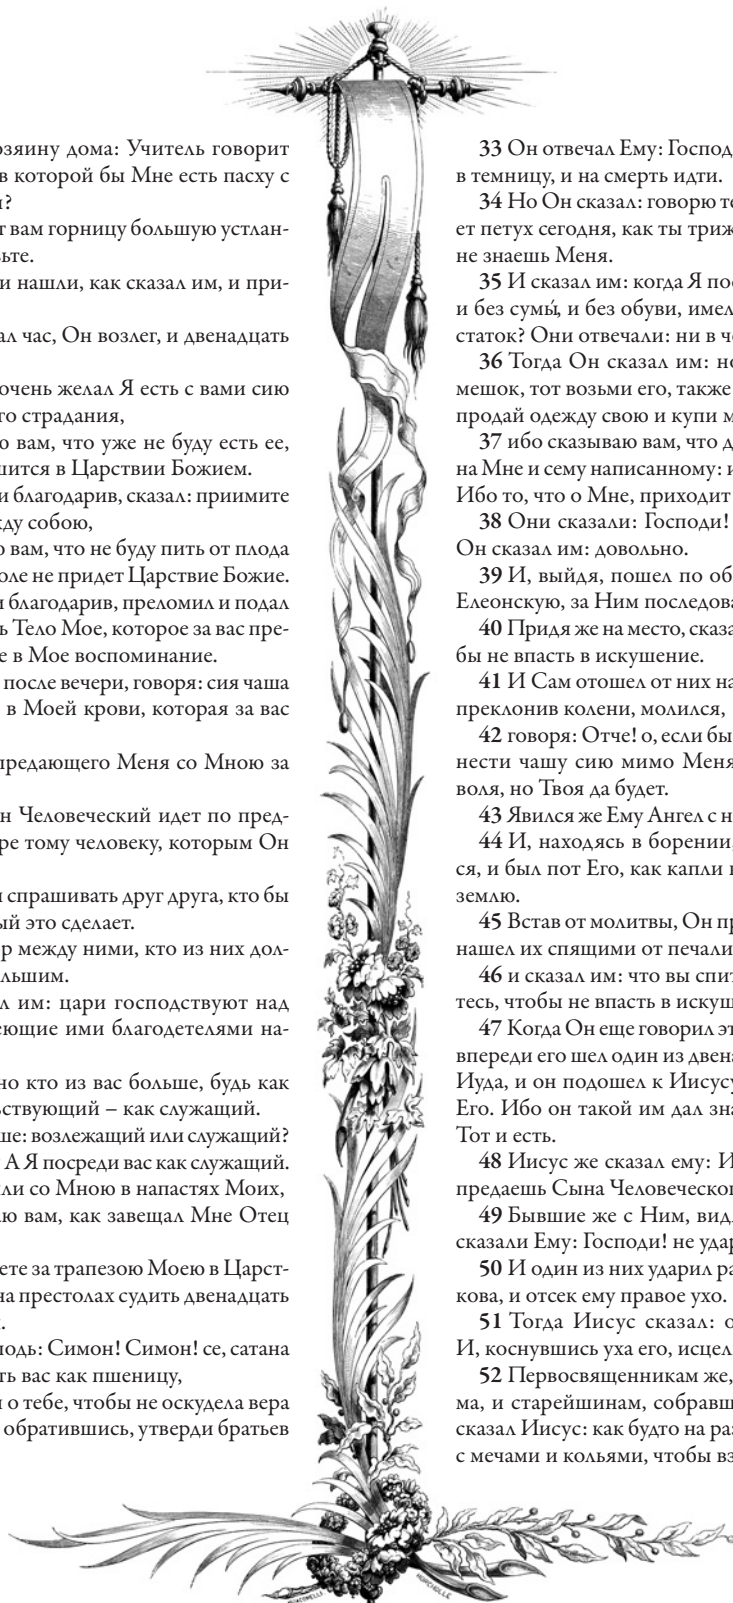 озяину дома: Учитель говорит
в которой бы Мне есть пасху с
?
т вам горницу большую устлан-
ьте.
и нашли, как сказал им, и при-
ал час, Он возлег, и двенадцать
очень желал Я есть с вами сию
го страдания,
ю вам, что уже не буду есть ее,
шится в Царствии Божием.
и благодарив, сказал: приимите
ду собою,
ю вам, что не буду пить от плода
оле не придет Царствие Божие.
и благодарив, преломил и подал
ь Тело Мое, которое за вас пре-
е в Мое воспоминание.
после вечери, говоря: сия чаша
в Моей крови, которая за вас
предающего Меня со Мною за
н Человеческий идет по пред-
ре тому человеку, которым Он
и спрашивать друг друга, кто бы
ый это сделает.
р между ними, кто из них дол-
льшим.
л им: цари господствуют над
еющие ими благодетелями на-
но кто из вас больше, будь как
ьствующий – как служащий.
ше: возлежащий или служащий?
А Я посреди вас как служащий.
ли со Мною в напастях Моих,
ю вам, как завещал Мне Отец
ете за трапезою Моею в Царст-
на престолах судить двенадцать
.
подь: Симон! Симон! се, сатана
ть вас как пшеницу,
и о тебе, чтобы не оскудела вера
обратившись, утверди братьев
33 Он отвечал Ему: Господ
в темницу, и на смерть идти.
34 Но Он сказал: говорю те
ет петух сегодня, как ты триж
не знаешь Меня.
35 И сказал им: когда Я пос
и без сумы́, и без обуви, имел
статок? Они отвечали: ни в че
36 Тогда Он сказал им: но
мешок, тот возьми его, также
продай одежду свою и купи м
37 ибо сказываю вам, что д
на Мне и сему написанному: и
Ибо то, что о Мне, приходит
38 Они сказали: Господи!
Он сказал им: довольно.
39 И, выйдя, пошел по об
Елеонскую, за Ним последова
40 Придя же на место, сказа
бы не впасть в искушение.
41 И Сам отошел от них на
преклонив колени, молился,
42 говоря: Отче! о, если бы
нести чашу сию мимо Меня
воля, но Твоя да будет.
43 Явился же Ему Ангел с н
44 И, находясь в борении,
ся, и был пот Его, как капли
землю.
45 Встав от молитвы, Он пр
нашел их спящими от печали
46 и сказал им: что вы спит
тесь, чтобы не впасть в искуш
47 Когда Он еще говорил эт
впереди его шел один из двена
Иуда, и он подошел к Иисусу
Его. Ибо он такой им дал зна
Тот и есть.
48 Иисус же сказал ему: И
предаешь Сына Человеческог
49 Бывшие же с Ним, вид
сказали Ему: Господи! не удар
50 И один из них ударил ра
кова, и отсек ему правое ухо.
51 Тогда Иисус сказал: о
И, коснувшись уха его, исцел
52 Первосвященникам же,
ма, и старейшинам, собравш
сказал Иисус: как будто на раз
с мечами и кольями, чтобы вз